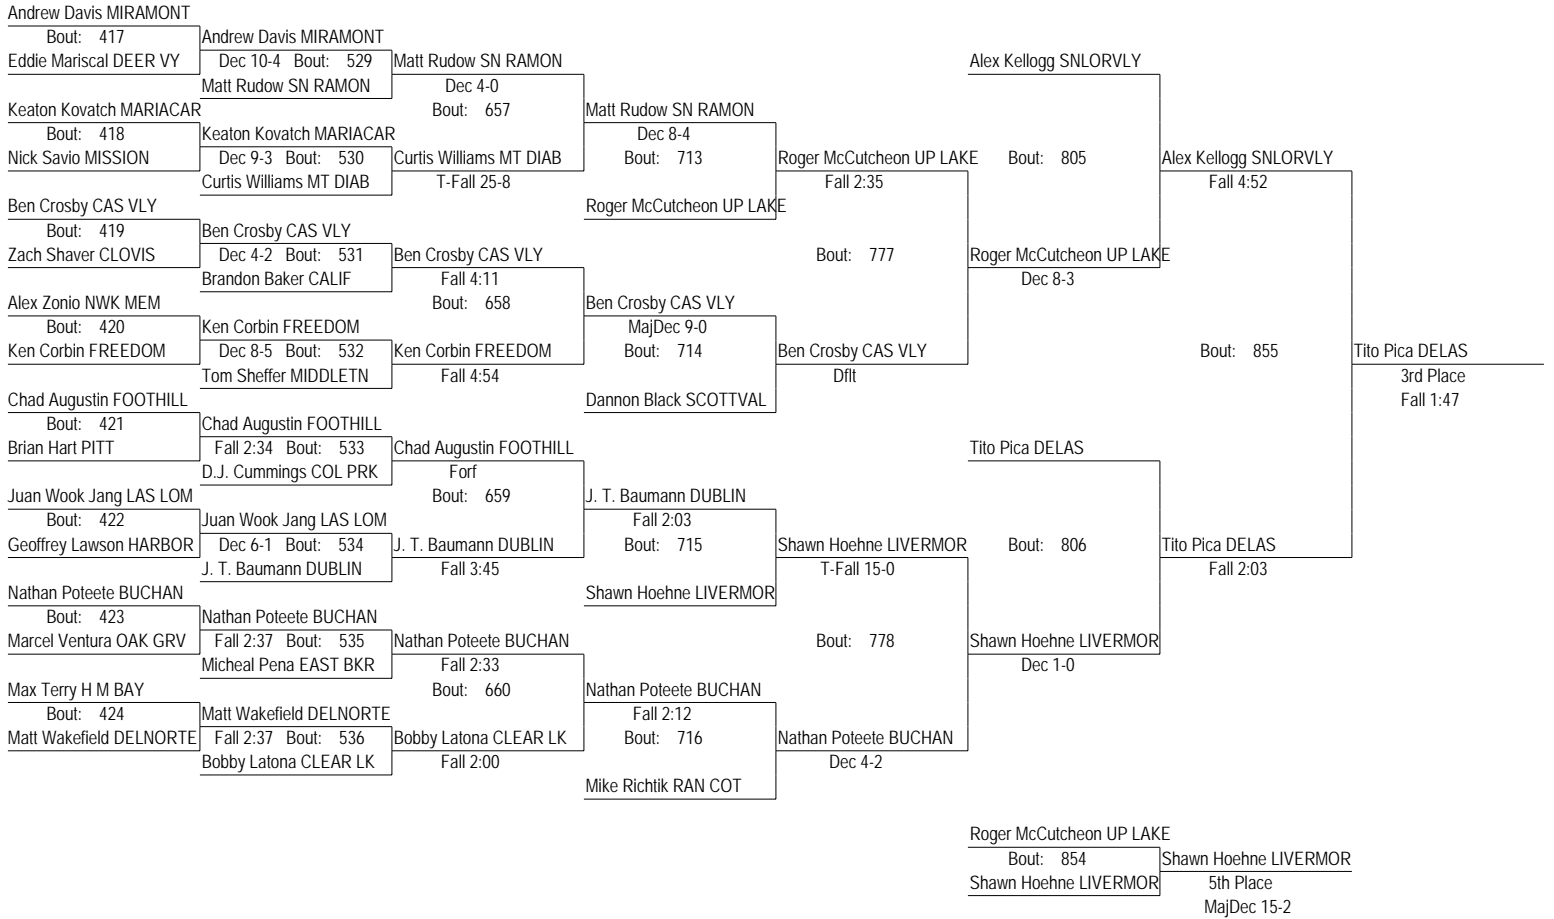 Andrew Davis MIRAMONT
Bout: 417
Andrew Davis MIRAMONT
Eddie Mariscal DEER VY
Dec 10-4 Bout: 529
Matt Rudow SN RAMON
Alex Kellogg SNLORVLY
Matt Rudow SN RAMON
Dec 4-0
Keaton Kovatch MARIACAR
Bout: 657
Matt Rudow SN RAMON
Bout: 418
Keaton Kovatch MARIACAR
Dec 8-4
Nick Savio MISSION
Dec 9-3 Bout: 530
Curtis Williams MT DIAB
Bout: 713
Roger McCutcheon UP LAKE
Bout: 805
Alex Kellogg SNLORVLY
Curtis Williams MT DIAB
T-Fall 25-8
Fall 2:35
Fall 4:52
Ben Crosby CAS VLY
Roger McCutcheon UP LAKE
Bout: 419
Ben Crosby CAS VLY
Zach Shaver CLOVIS
Dec 4-2 Bout: 531
Ben Crosby CAS VLY
Bout: 777
Roger McCutcheon UP LAKE
Brandon Baker CALIF
Fall 4:11
Dec 8-3
Alex Zonio NWK MEM
Bout: 658
Ben Crosby CAS VLY
Bout: 420
Ken Corbin FREEDOM
MajDec 9-0
Ken Corbin FREEDOM
Dec 8-5 Bout: 532
Ken Corbin FREEDOM
Bout: 714
Ben Crosby CAS VLY
Bout: 855
Tito Pica DELAS
Tom Sheffer MIDDLETN
Fall 4:54
Dflt
3rd Place
Chad Augustin FOOTHILL
Dannon Black SCOTTVAL
Fall 1:47
Bout: 421
Chad Augustin FOOTHILL
Brian Hart PITT
Fall 2:34 Bout: 533
Chad Augustin FOOTHILL
Tito Pica DELAS
D.J. Cummings COL PRK
Forf
Juan Wook Jang LAS LOM
Bout: 659
J. T. Baumann DUBLIN
Bout: 422
Juan Wook Jang LAS LOM
Fall 2:03
Geoffrey Lawson HARBOR
Dec 6-1 Bout: 534
J. T. Baumann DUBLIN
Bout: 715
Shawn Hoehne LIVERMOR
Bout: 806
Tito Pica DELAS
J. T. Baumann DUBLIN
Fall 3:45
T-Fall 15-0
Fall 2:03
Nathan Poteete BUCHAN
Shawn Hoehne LIVERMOR
Bout: 423
Nathan Poteete BUCHAN
Marcel Ventura OAK GRV
Fall 2:37 Bout: 535
Nathan Poteete BUCHAN
Bout: 778
Shawn Hoehne LIVERMOR
Micheal Pena EAST BKR
Fall 2:33
Dec 1-0
Max Terry H M BAY
Bout: 660
Nathan Poteete BUCHAN
Bout: 424
Matt Wakefield DELNORTE
Fall 2:12
Matt Wakefield DELNORTE
Fall 2:37 Bout: 536
Bobby Latona CLEAR LK
Bout: 716
Nathan Poteete BUCHAN
Bobby Latona CLEAR LK
Fall 2:00
Dec 4-2
Mike Richtik RAN COT
Roger McCutcheon UP LAKE
Bout: 854
Shawn Hoehne LIVERMOR
Shawn Hoehne LIVERMOR
5th Place
MajDec 15-2